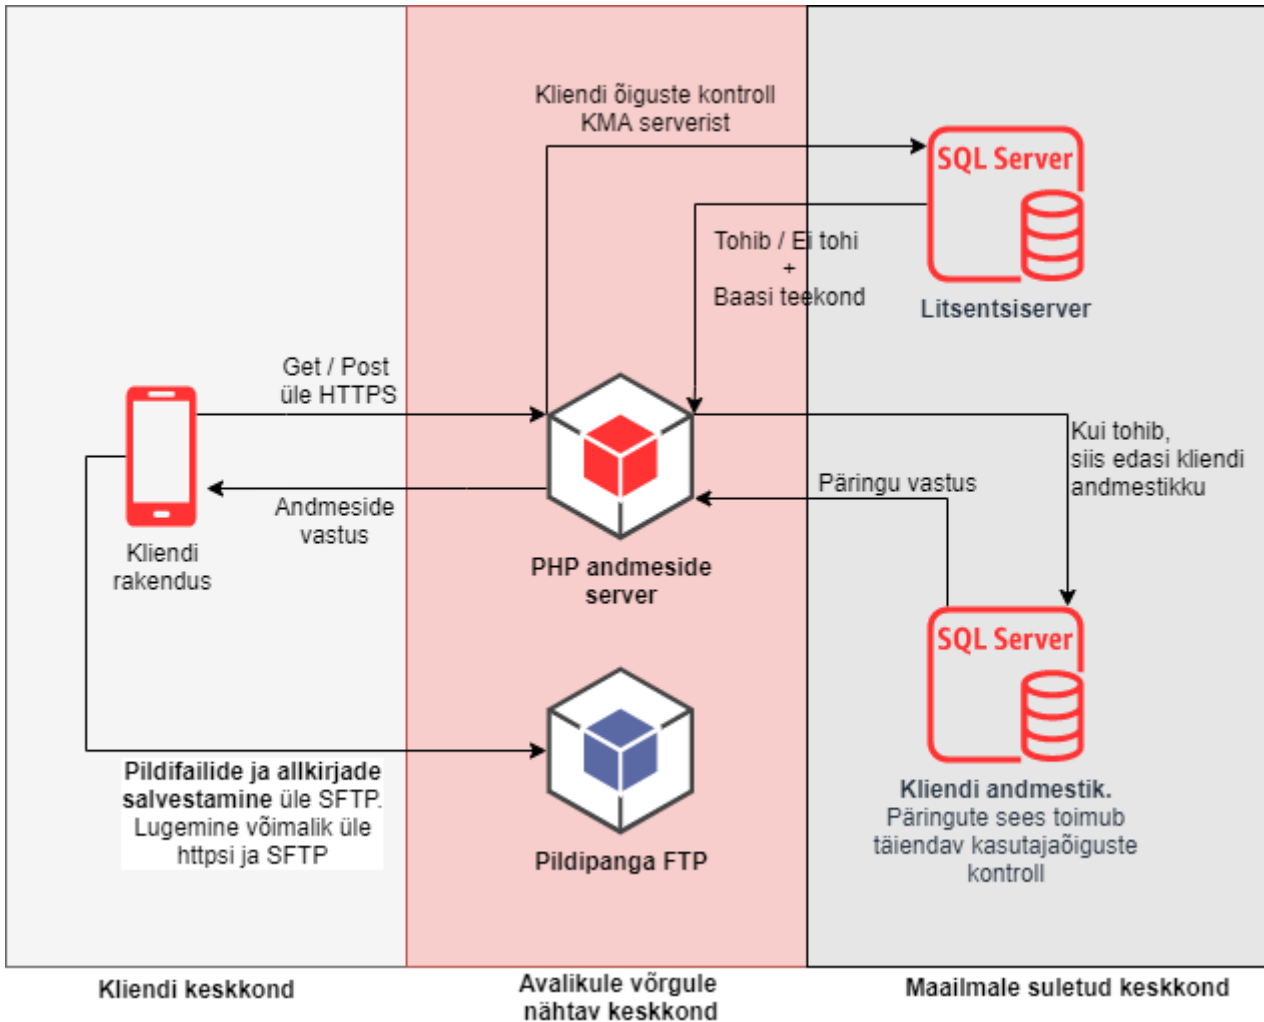 Kliendi õiguste kontroll
KMA serverist
SQL Server
Tohib / Ei tohi
+
Baasi teekond
Litsentsiserver
Get / Post
üle HTTPS
Kui tohib,
siis edasi kliendi
andmestikku
Päringu vastus
Andmeside
vastus
Kliendi
rakendus
PHP andmeside
server
SQL Server
Pildifailide ja allkirjade
salvestamine üle SFTP.
Lugemine võimalik üle
httpsi ja SFTP
Pildipanga FTP
Kliendi andmestik.
Päringute sees toimub
täiendav kasutajaõiguste
kontroll
Kliendi keskkond
Avalikule võrgule
nähtav keskkond
Maailmale suletud keskkond